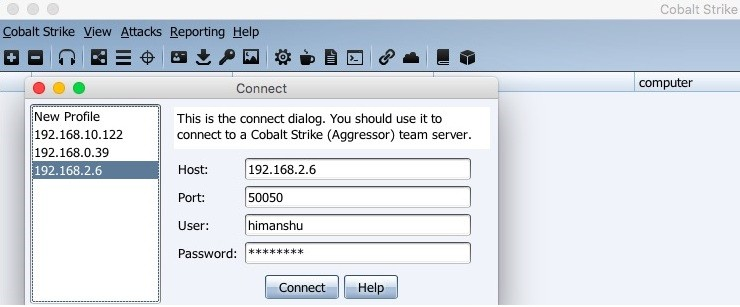 Cobalt Strike
Cobalt Strike View Attacks Reporting Help
computer
Connect
New Profile
192.168.10.122
192.168.0.39
192.168.2.6
This is the connect dialog. You should use it to
connect to a Cobalt Strike (Aggressor) team server.
Host: 192.168.2.6
Port: 50050
User: himanshu
Password: ********
Connect Help